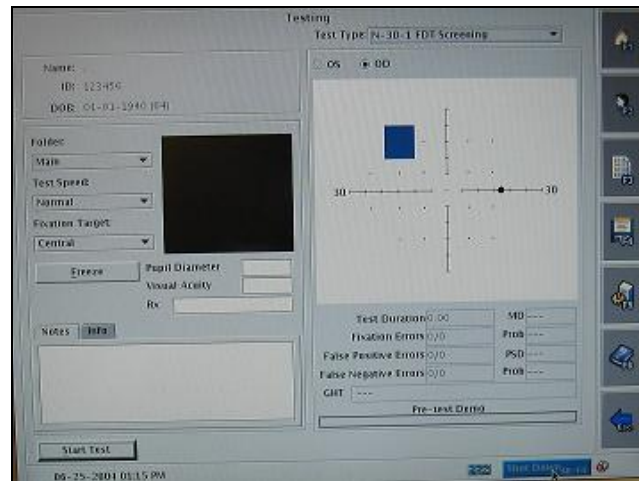 Testing
Test Type: N-30-1 FDT Screening
Name:
ID: 123456
DOB: 01-01-1940 (64)
OS OD
Folder:
Main
Test Speed:
Normal
Fixation Target:
Central
Freeze
Pupil Diameter
Visual Acuity
Rx:
30 30
Notes Info
Test Duration 0:00 MD ---
Fixation Errors 0/0 Prob ---
False Positive Errors 0/0 PSD ---
False Negative Errors 0/0 Prob ---
GHT ---
Pre-test Demo
Start Test
06-25-2004 01:15 PM